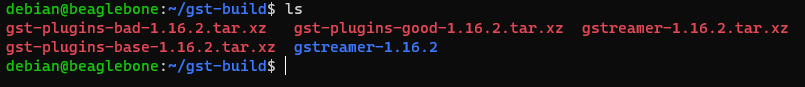 debian@beaglebone:~/gst-build$ ls
gst-plugins-bad-1.16.2.tar.xz   gst-plugins-good-1.16.2.tar.xz  gstreamer-1.16.2.tar.xz
gst-plugins-base-1.16.2.tar.xz  gstreamer-1.16.2
debian@beaglebone:~/gst-build$